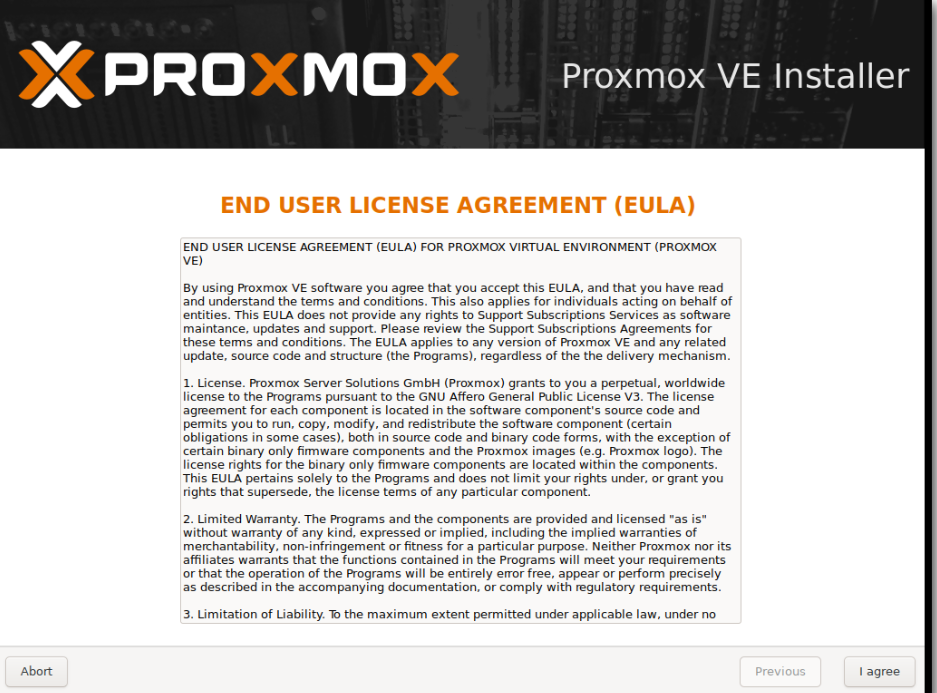 PROXMOX
Proxmox VE Installer
END USER LICENSE AGREEMENT (EULA)
END USER LICENSE AGREEMENT (EULA) FOR PROXMOX VIRTUAL ENVIRONMENT (PROXMOX
VE)
By using Proxmox VE software you agree that you accept this EULA, and that you have read
and understand the terms and conditions. This also applies for individuals acting on behalf of
entities. This EULA does not provide any rights to Support Subscriptions Services as software
maintance, updates and support. Please review the Support Subscriptions Agreements for
these terms and conditions. The EULA applies to any version of Proxmox VE and any related
update, source code and structure (the Programs), regardless of the the delivery mechanism.
1. License. Proxmox Server Solutions GmbH (Proxmox) grants to you a perpetual, worldwide
license to the Programs pursuant to the GNU Affero General Public License V3. The license
agreement for each component is located in the software component's source code and
permits you to run, copy, modify, and redistribute the software component (certain
obligations in some cases), both in source code and binary code forms, with the exception of
certain binary only firmware components and the Proxmox images (e.g. Proxmox logo). The
license rights for the binary only firmware components are located within the components.
This EULA pertains solely to the Programs and does not limit your rights under, or grant you
rights that supersede, the license terms of any particular component.
2. Limited Warranty. The Programs and the components are provided and licensed "as is"
without warranty of any kind, expressed or implied, including the implied warranties of
merchantability, non-infringement or fitness for a particular purpose. Neither Proxmox nor its
affiliates warrants that the functions contained in the Programs will meet your requirements
or that the operation of the Programs will be entirely error free, appear or perform precisely
as described in the accompanying documentation, or comply with regulatory requirements.
3. Limitation of Liability. To the maximum extent permitted under applicable law, under no
Abort
Previous
I agree